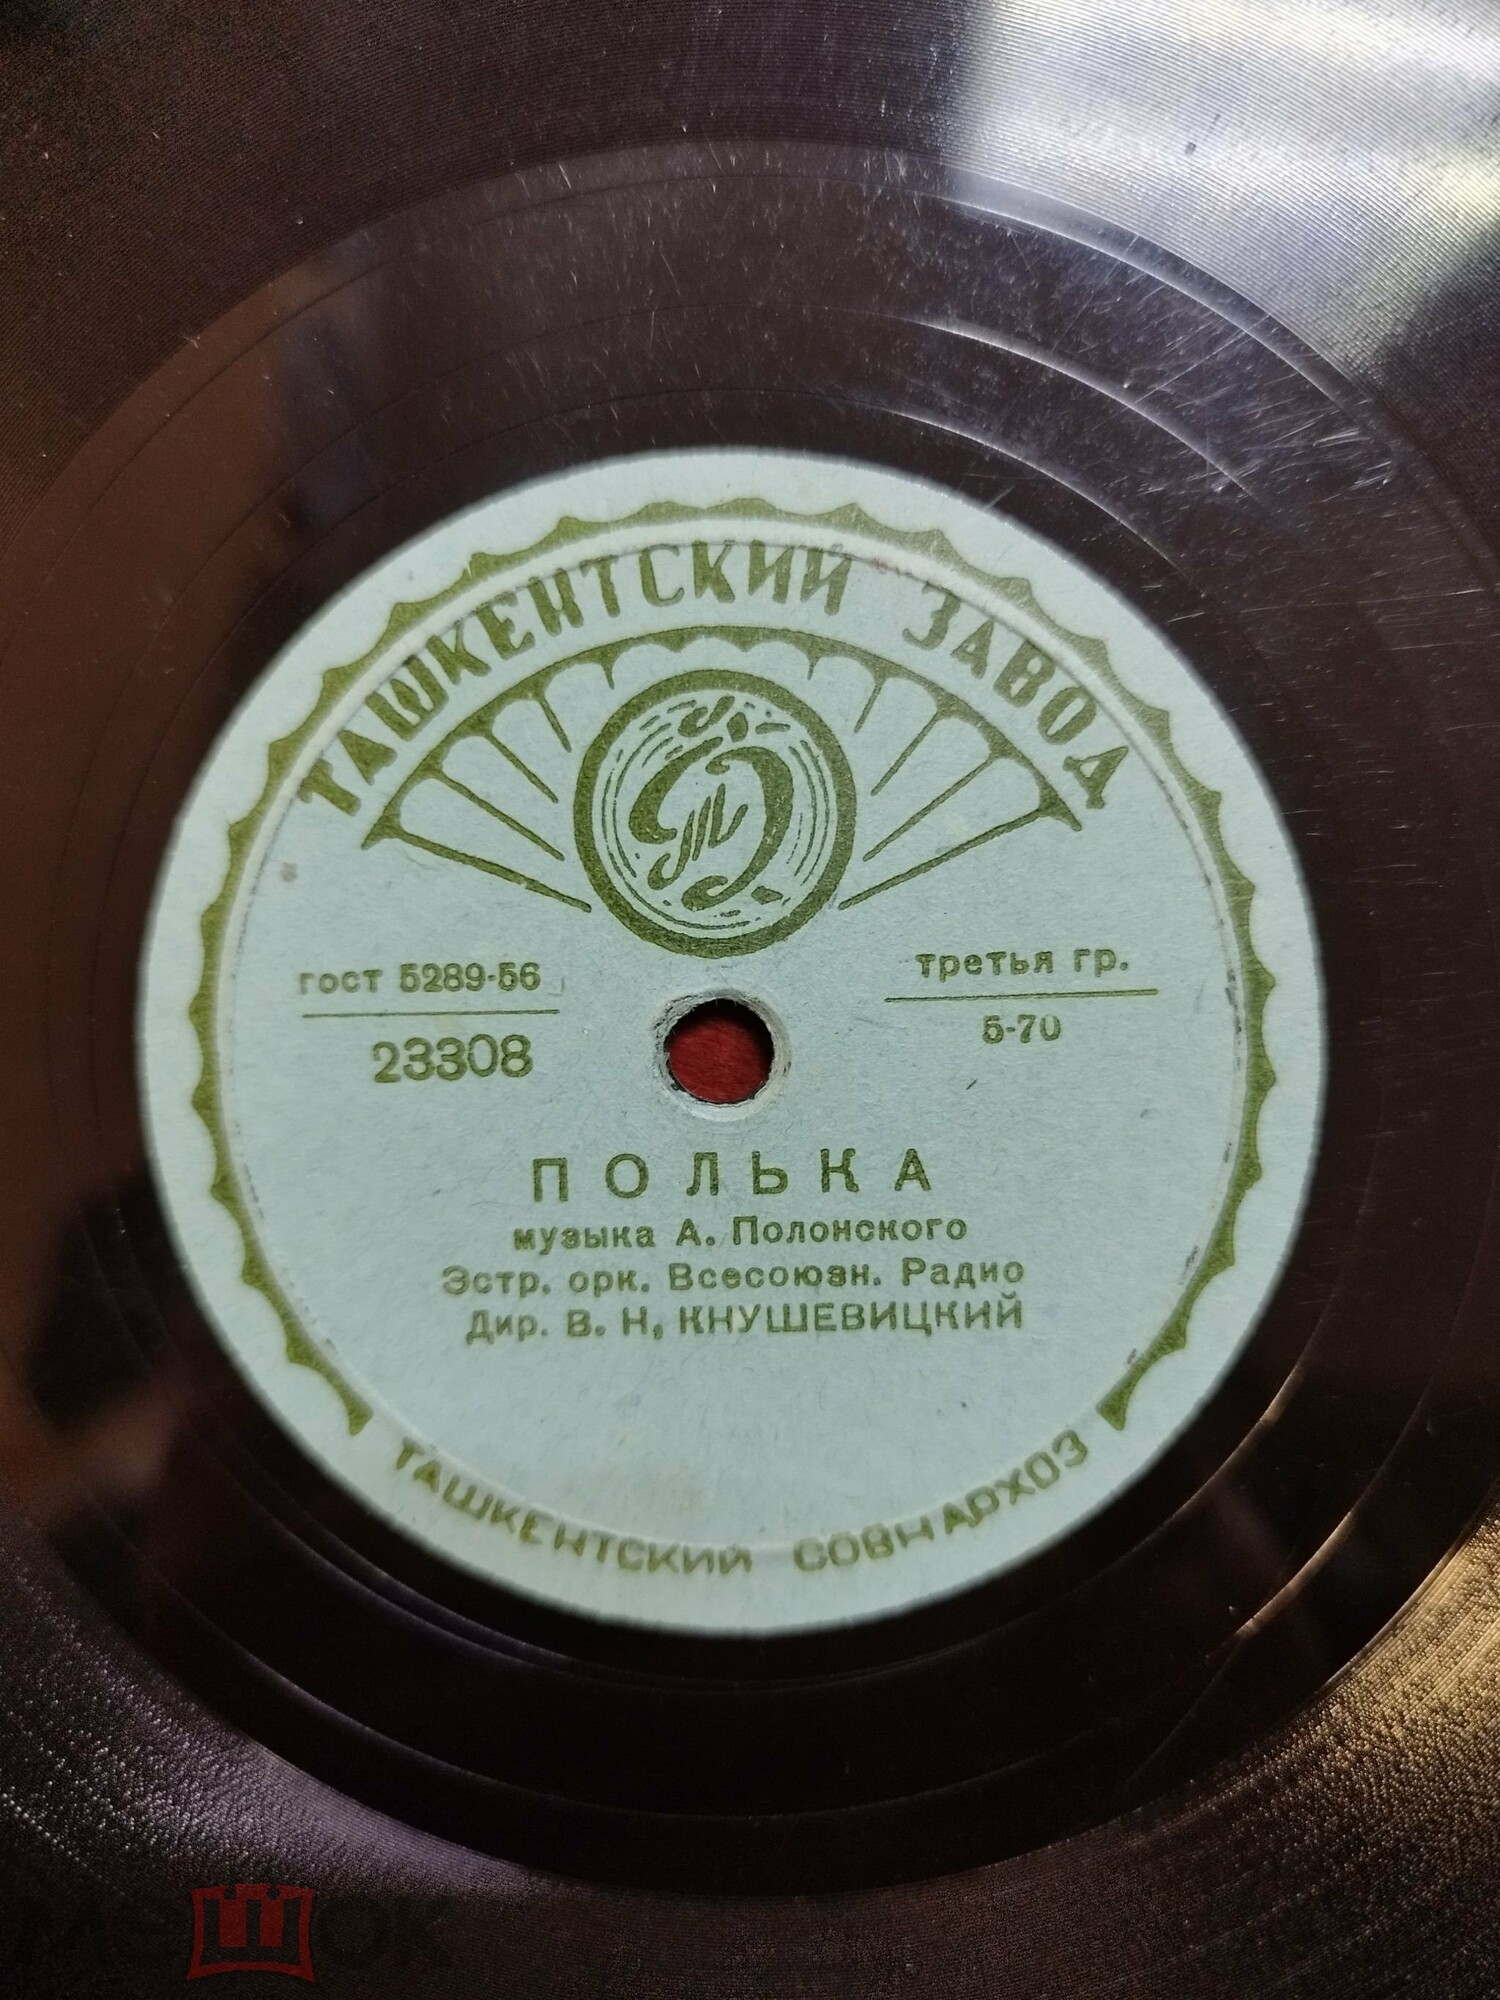 ТАШКЕНТСКИЙ ЗАВОД
гост 5289-56
23308
третья гр.
5-70
ПОЛЬКА
музыка А. Полонского
Эстр. орк. Всесоюзн. Радио
Дир. В. Н, КНУШЕВИЦКИЙ
ТАШКЕНТСКИЙ СОВНАРХОЗ